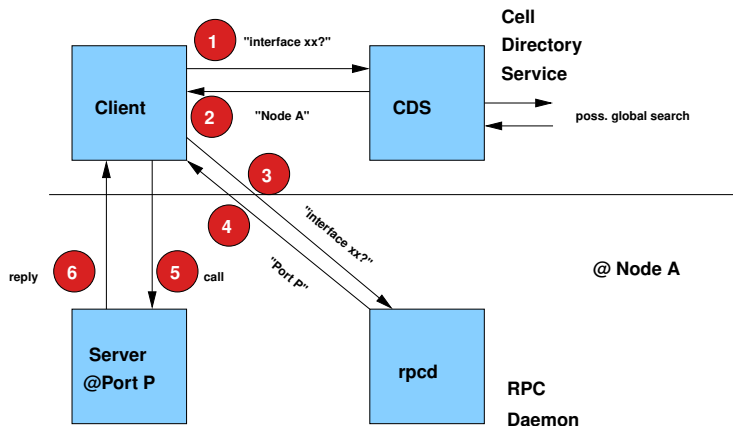 Cell
Directory
Service
1
"interface xx?"
Client
CDS
2
"Node A"
poss. global search
3
4
"interface xx?"
"Port P"
@ Node A
reply
6
5
call
Server
@Port P
rpcd
RPC
Daemon